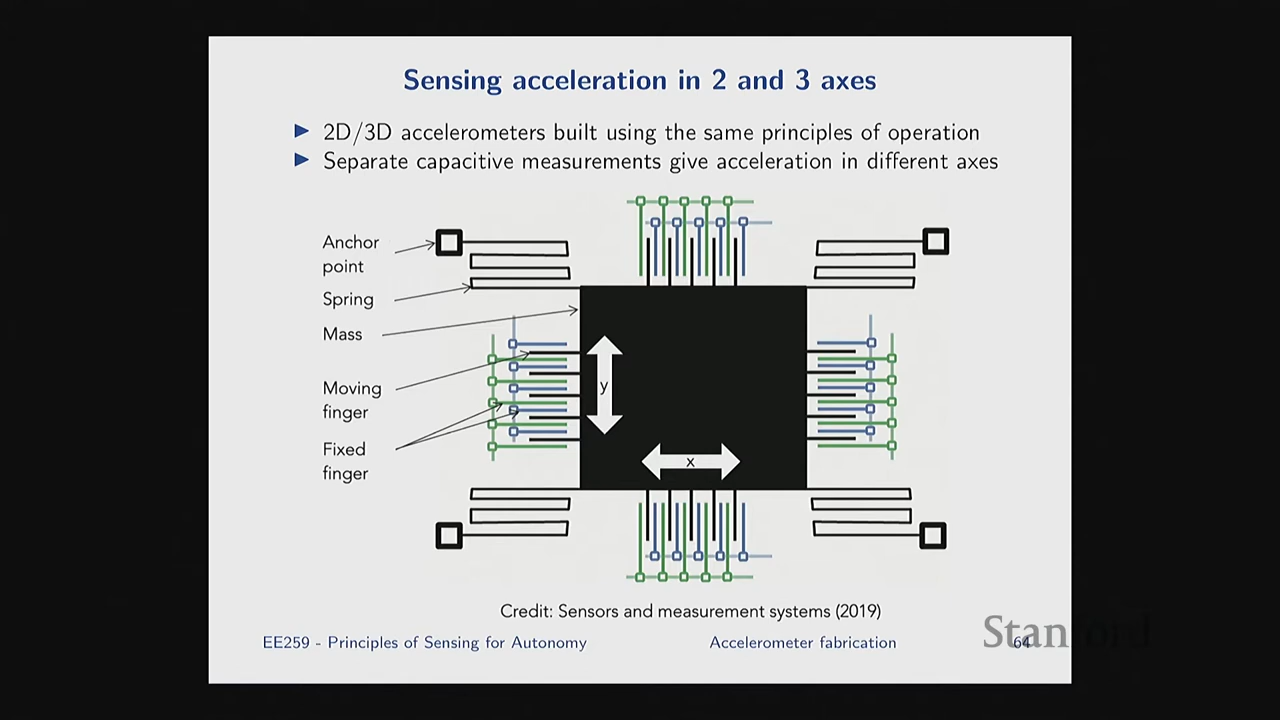 Sensing acceleration in 2 and 3 axes
2D/3D accelerometers built using the same principles of operation
Separate capacitive measurements give acceleration in different axes
Anchor
point
Spring
Mass
Moving
finger
Fixed
finger
y
x
Credit: Sensors and measurement systems (2019)
EE259 - Principles of Sensing for Autonomy
Accelerometer fabrication
64
Stanford